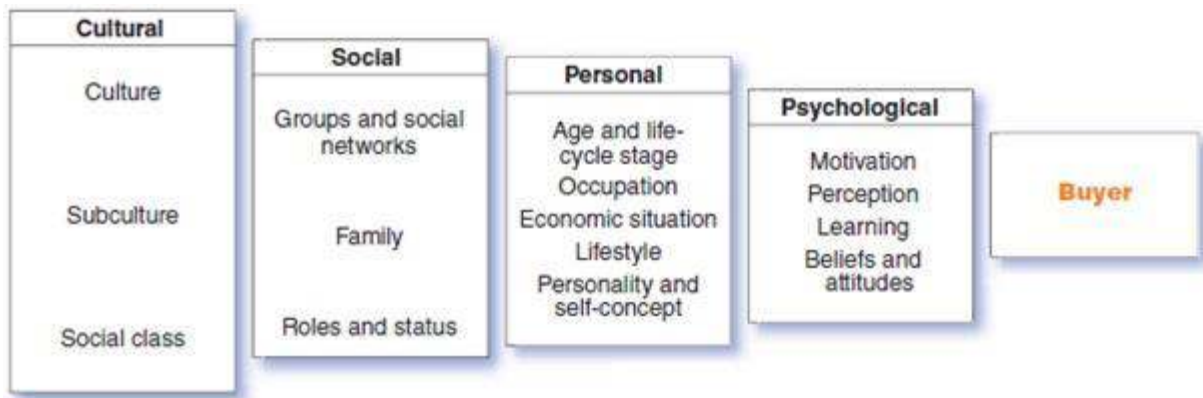 Cultural
Culture
Subculture
Social class
Social
Groups and social
networks
Family
Roles and status
Personal
Age and life-
cycle stage
Occupation
Economic situation
Lifestyle
Personality and
self-concept
Psychological
Motivation
Perception
Learning
Beliefs and
attitudes
Buyer